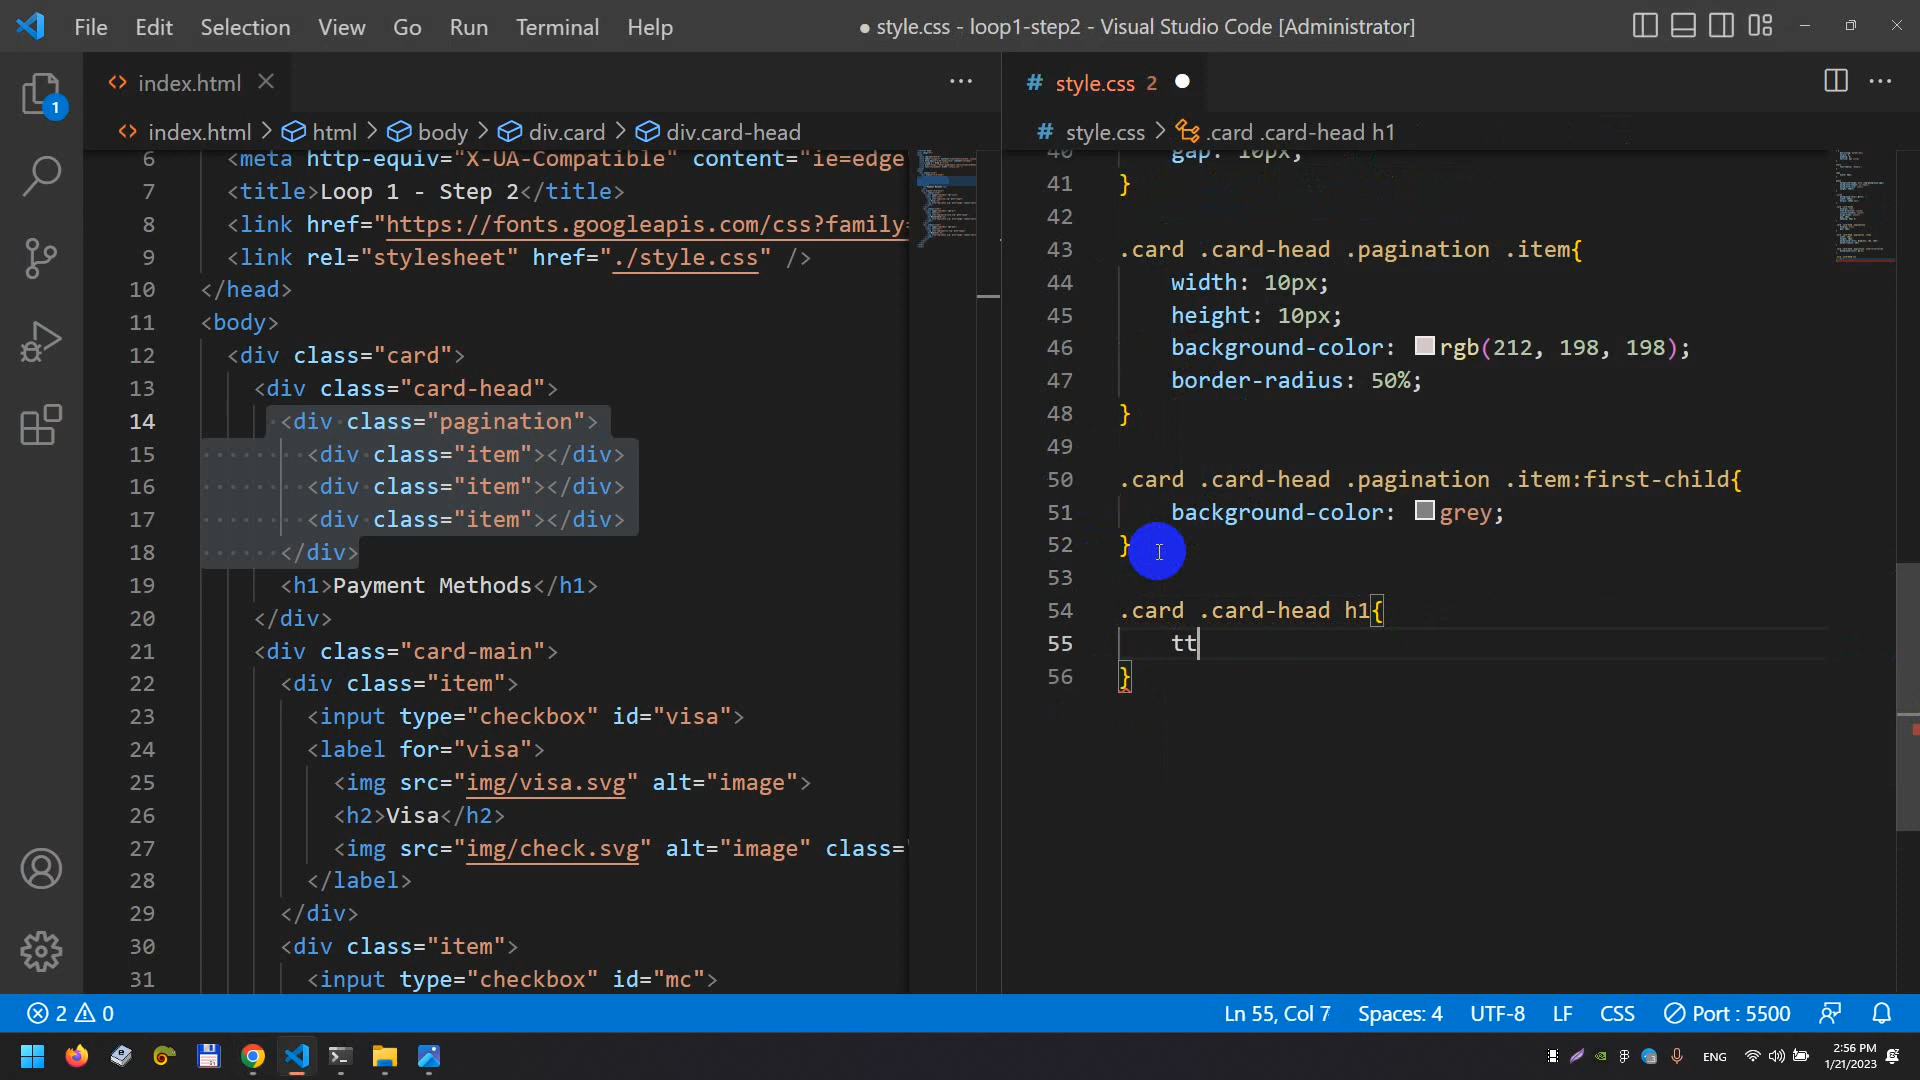 File Edit Selection View Go Run Terminal Help
● style.css - loop1-step2 - Visual Studio Code [Administrator]
1
index.html
index.html > html > body > div.card > div.card-head
6 <meta http-equiv="X-UA-Compatible" content="ie=edge
7 <title>Loop 1 - Step 2</title>
8 <link href="https://fonts.googleapis.com/css?family=
9 <link rel="stylesheet" href="./style.css" />
10 </head>
11 <body>
12 <div class="card">
13 <div class="card-head">
14 <div class="pagination">
15 <div class="item"></div>
16 <div class="item"></div>
17 <div class="item"></div>
18 </div>
19 <h1>Payment Methods</h1>
20 </div>
21 <div class="card-main">
22 <div class="item">
23 <input type="checkbox" id="visa">
24 <label for="visa">
25 <img src="img/visa.svg" alt="image">
26 <h2>Visa</h2>
27 <img src="img/check.svg" alt="image" class=
28 </label>
29 </div>
30 <div class="item">
31 <input type="checkbox" id="mc">
# style.css 2 ●
# style.css > .card .card-head h1
40 gap: 10px;
41 }
42
43 .card .card-head .pagination .item{
44 width: 10px;
45 height: 10px;
46 background-color: rgb(212, 198, 198);
47 border-radius: 50%;
48 }
49
50 .card .card-head .pagination .item:first-child{
51 background-color: grey;
52 }
53
54 .card .card-head h1{
55 tt
56 }
2 0
Ln 55, Col 7 Spaces: 4 UTF-8 LF CSS Port : 5500
ENG
2:56 PM
1/21/2023